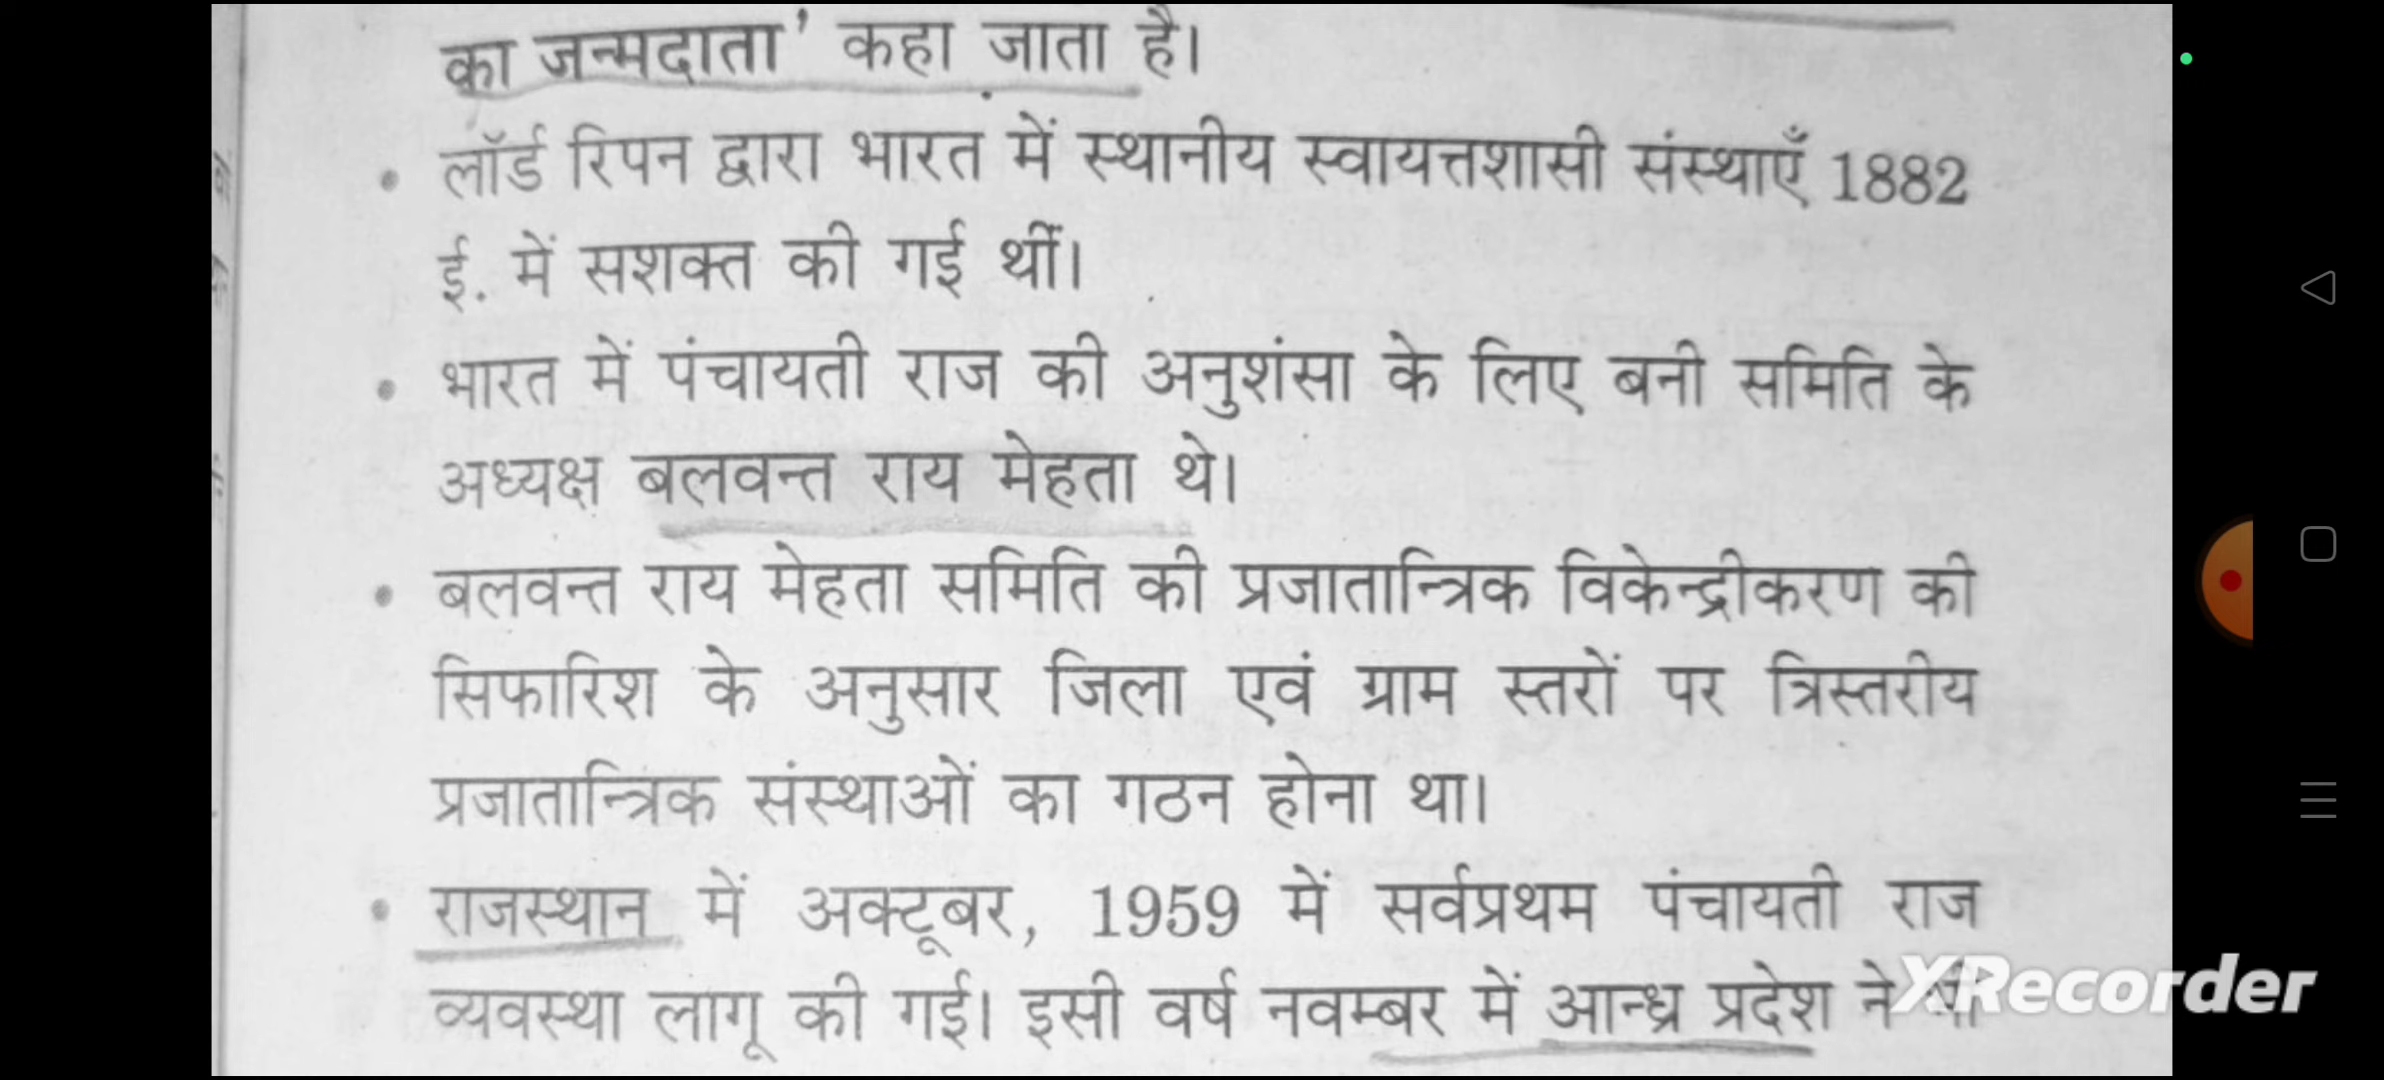 का जन्मदाता' कहा जाता है।
• लॉर्ड रिपन द्वारा भारत में स्थानीय स्वायत्तशासी संस्थाएँ 1882
ई. में सशक्त की गई थीं।
• भारत में पंचायती राज की अनुशंसा के लिए बनी समिति के
अध्यक्ष बलवन्त राय मेहता थे।
• बलवन्त राय मेहता समिति की प्रजातान्त्रिक विकेन्द्रीकरण की
सिफारिश के अनुसार जिला एवं ग्राम स्तरों पर त्रिस्तरीय
प्रजातान्त्रिक संस्थाओं का गठन होना था।
• राजस्थान में अक्टूबर, 1959 में सर्वप्रथम पंचायती राज
व्यवस्था लागू की गई। इसी वर्ष नवम्बर में आन्ध्र प्रदेश ने
XRecorder